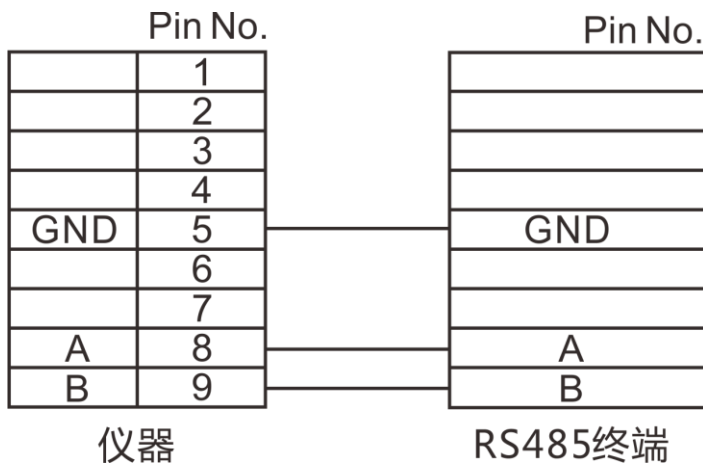 Pin No. Pin No.
1
2
3
4
GND 5 GND
6
7
A 8 A
B 9 B
仪器 RS485终端